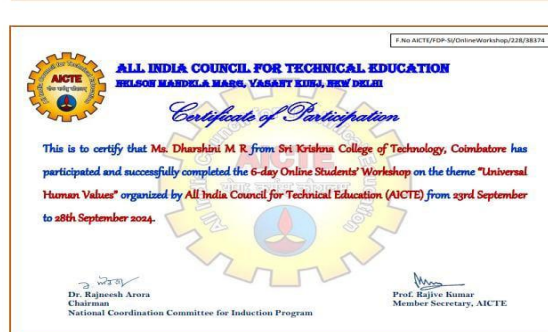 F.No AICTE/FDP-SI/OnlineWorkshop/228/38374
AICTE
ALL INDIA COUNCIL FOR TECHNICAL EDUCATION
NELSON MANDELA MARG, VASANT KUNJ, NEW DELHI
Certificate of Participation
This is to certify that Ms. Dharshini M R from Sri Krishna College of Technology, Coimbatore has
participated and successfully completed the 6-day Online Students' Workshop on the theme "Universal
Human Values" organized by All India Council for Technical Education (AICTE) from 23rd September
to 28th September 2024.
Dr. Rajneesh Arora
Chairman
National Coordination Committee for Induction Program
Prof. Rajive Kumar
Member Secretary, AICTE